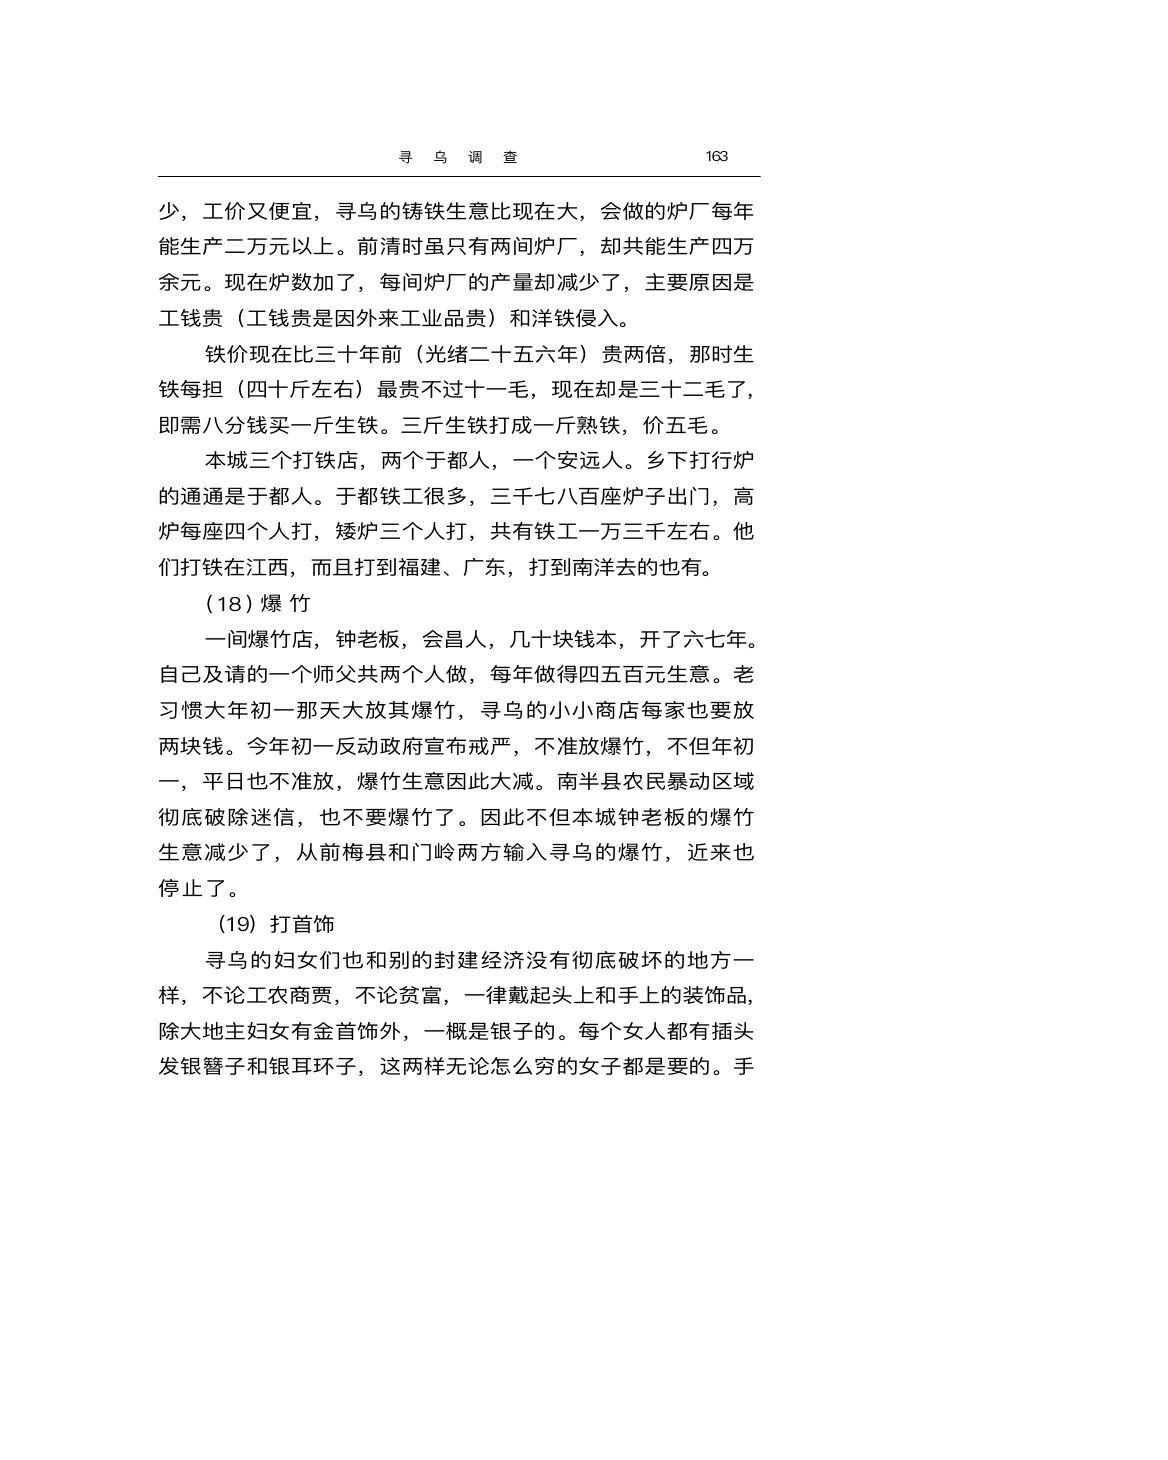 寻乌调查 163
少，工价又便宜，寻乌的铸铁生意比现在大，会做的炉厂每年
能生产二万元以上。前清时虽只有两间炉厂，却共能生产四万
余元。现在炉数加了，每间炉厂的产量却减少了，主要原因是
工钱贵（工钱贵是因外来工业品贵）和洋铁侵入。
铁价现在比三十年前（光绪二十五六年）贵两倍，那时生
铁每担（四十斤左右）最贵不过十一毛，现在却是三十二毛了，
即需八分钱买一斤生铁。三斤生铁打成一斤熟铁，价五毛。
本城三个打铁店，两个于都人，一个安远人。乡下打行炉
的通通是于都人。于都铁工很多，三千七八百座炉子出门，高
炉每座四个人打，矮炉三个人打，共有铁工一万三千左右。他
们打铁在江西，而且打到福建、广东，打到南洋去的也有。
(18)爆竹
一间爆竹店，钟老板，会昌人，几十块钱本，开了六七年。
自己及请的一个师父共两个人做，每年做得四五百元生意。老
习惯大年初一那天大放其爆竹，寻乌的小小商店每家也要放
两块钱。今年初一反动政府宣布戒严，不准放爆竹，不但年初
一，平日也不准放，爆竹生意因此大减。南半县农民暴动区域
彻底破除迷信，也不要爆竹了。因此不但本城钟老板的爆竹
生意减少了，从前梅县和门岭两方输入寻乌的爆竹，近来也
停止了。
（19）打首饰
寻乌的妇女们也和别的封建经济没有彻底破坏的地方一
样，不论工农商贾，不论贫富，一律戴起头上和手上的装饰品，
除大地主妇女有金首饰外，一概是银子的。每个女人都有插头
发银簪子和银耳环子，这两样无论怎么穷的女子都是要的。手